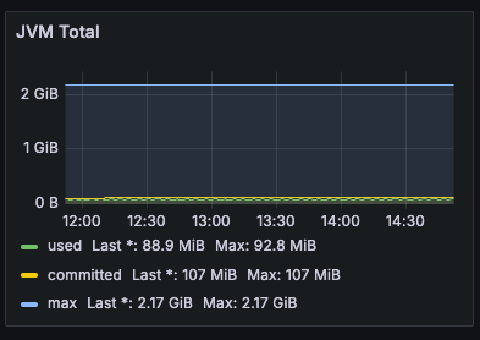 JVM Total
2 GiB
1 GiB
0 B
12:00 12:30 13:00 13:30 14:00 14:30
used Last *: 88.9 MiB Max: 92.8 MiB
committed Last *: 107 MiB Max: 107 MiB
max Last *: 2.17 GiB Max: 2.17 GiB